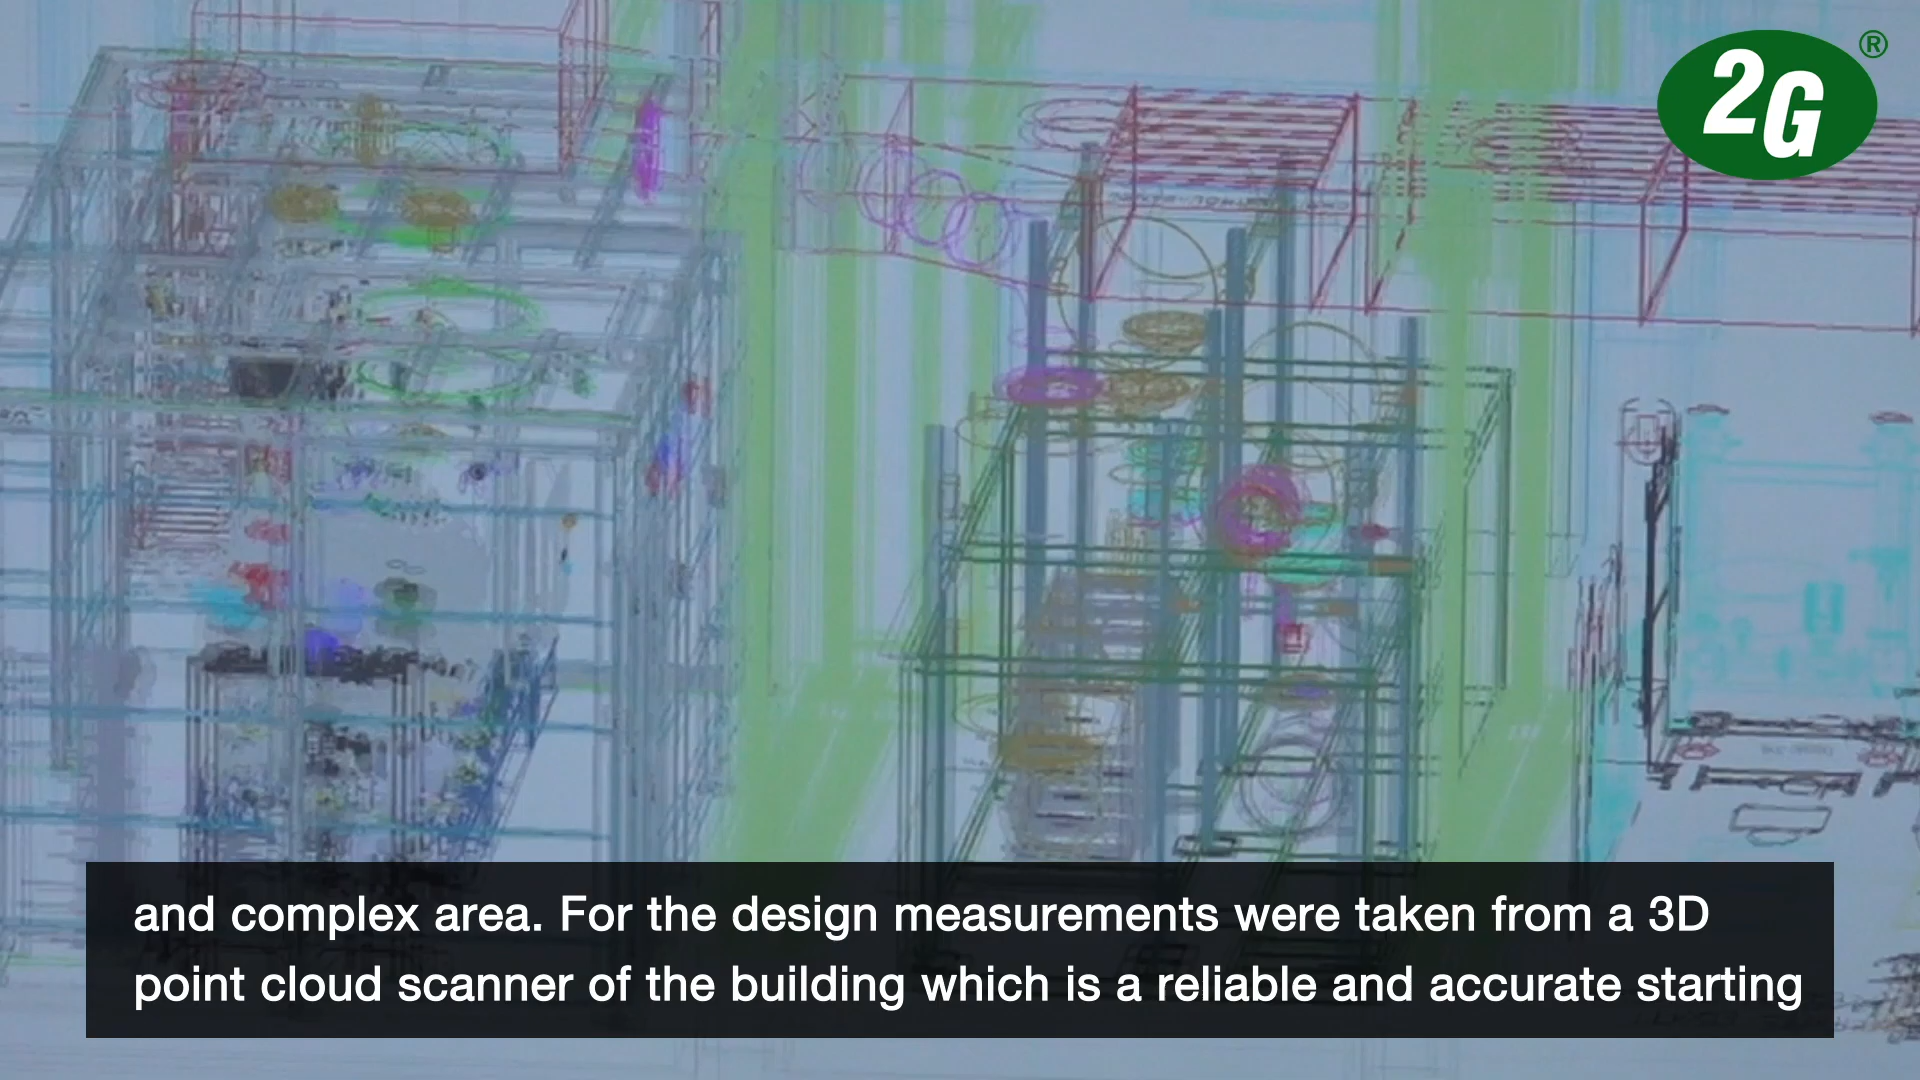 2G®
and complex area. For the design measurements were taken from a 3D
point cloud scanner of the building which is a reliable and accurate starting